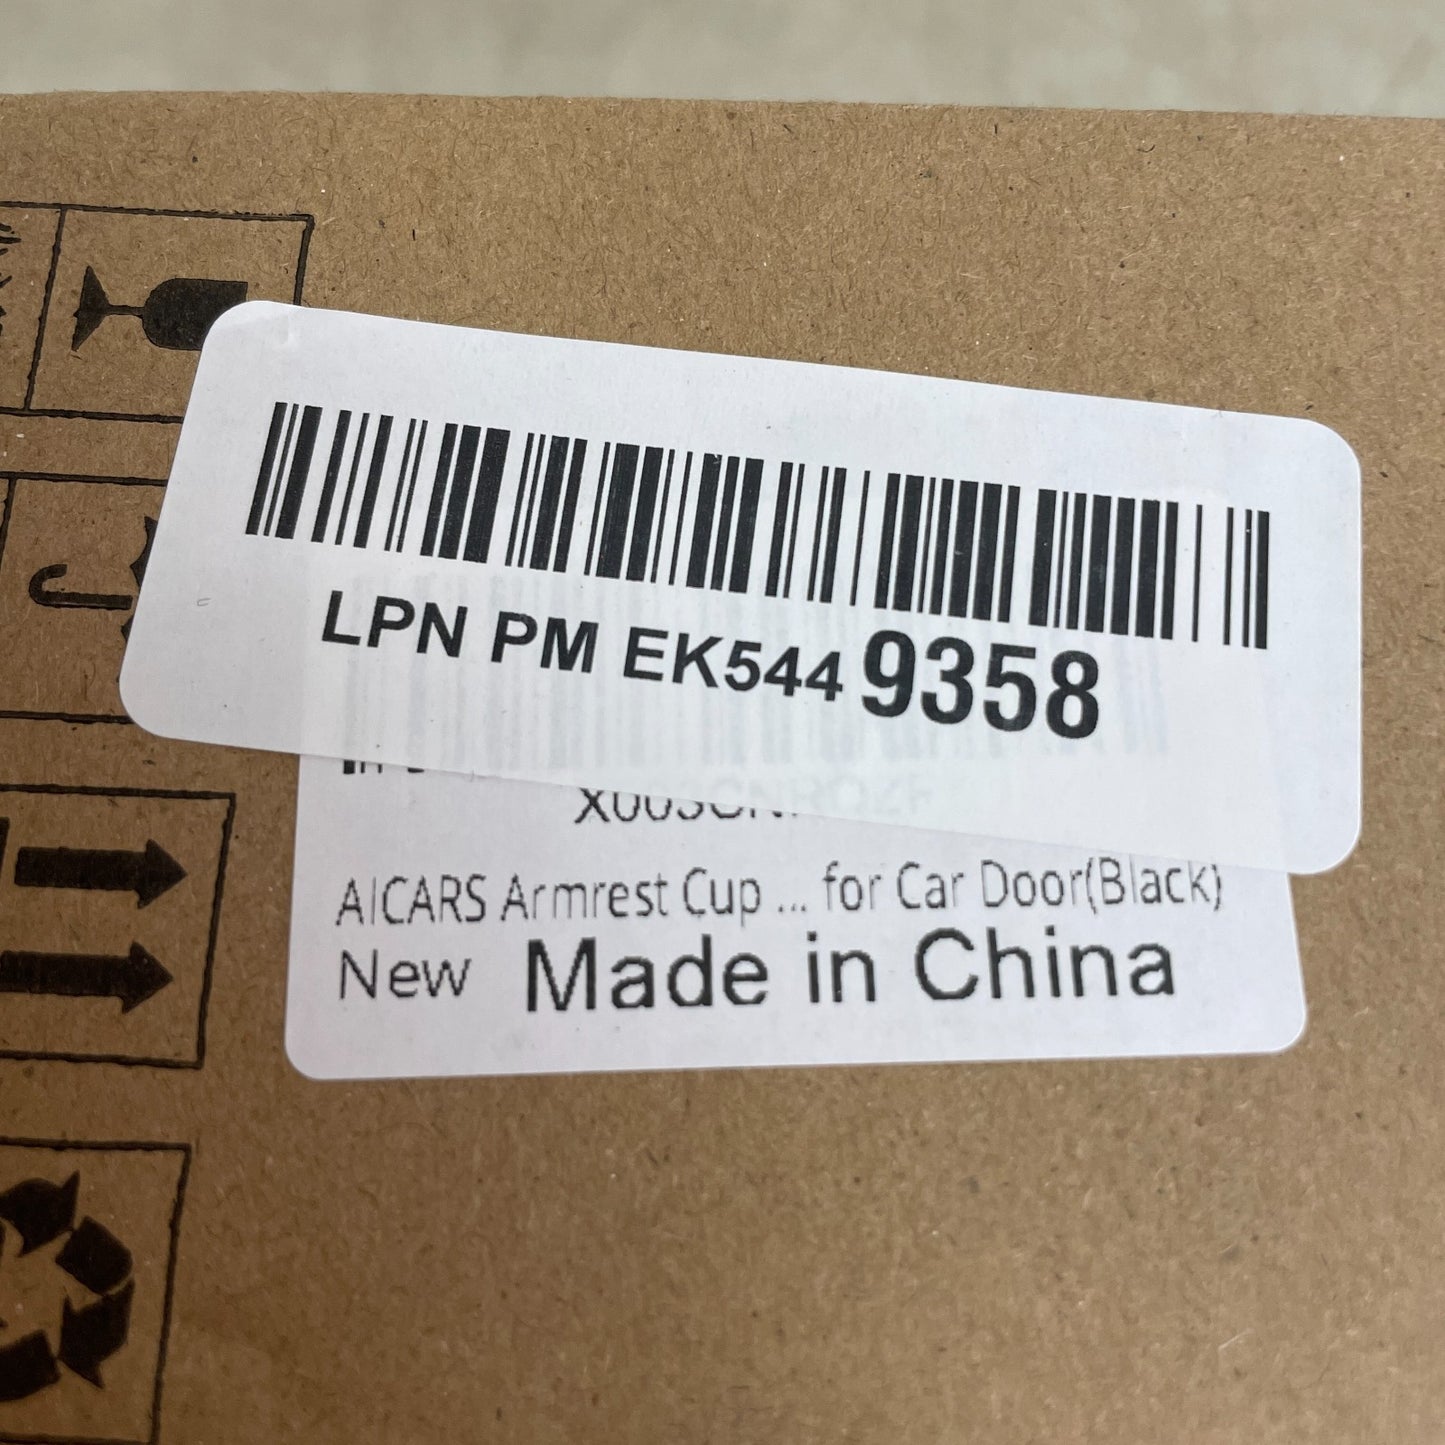 LPN PM EK544 9358
AICARS Armrest Cup ... for Car Door(Black)
New Made in China